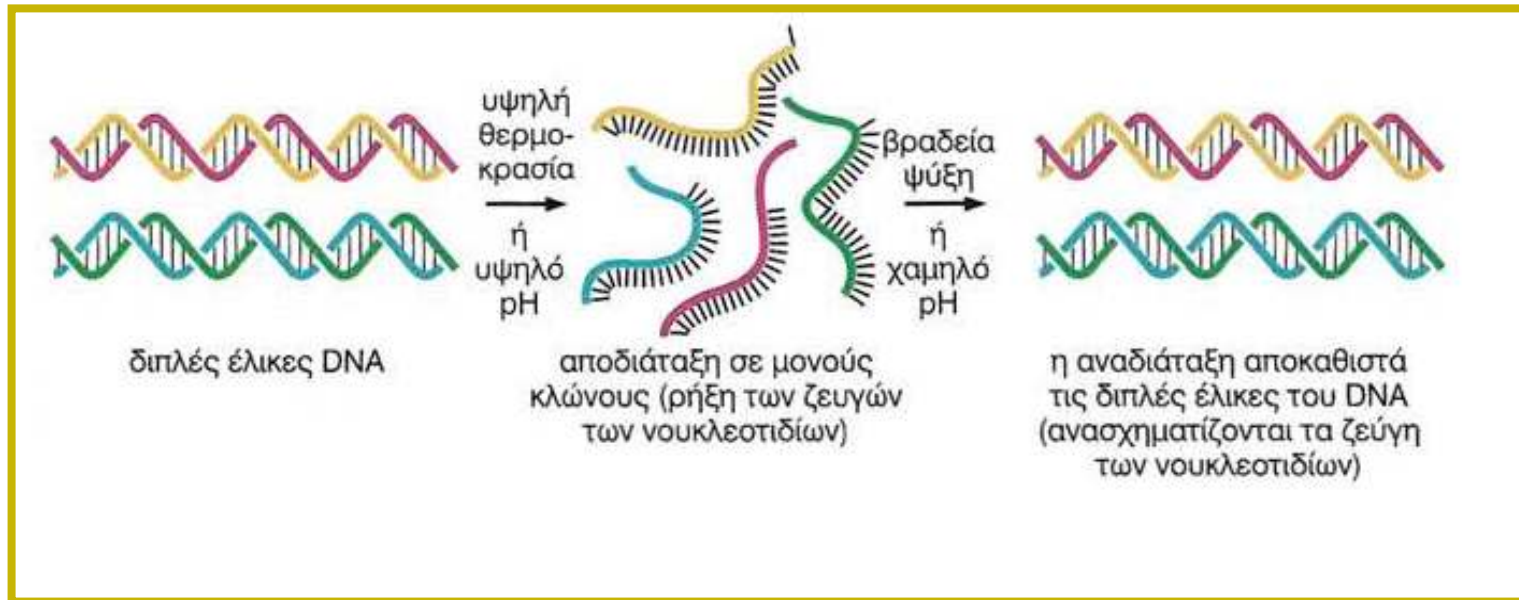 υψηλή
θερμο-
κρασία
ή
υψηλό
pH
βραδεία
ψύξη
ή
χαμηλό
pH
διπλές έλικες DNA
αποδιάταξη σε μονούς
κλώνους (ρήξη των ζευγών
των νουκλεοτιδίων)
η αναδιάταξη αποκαθιστά
τις διπλές έλικες του DNA
(ανασχηματίζονται τα ζεύγη
των νουκλεοτιδίων)